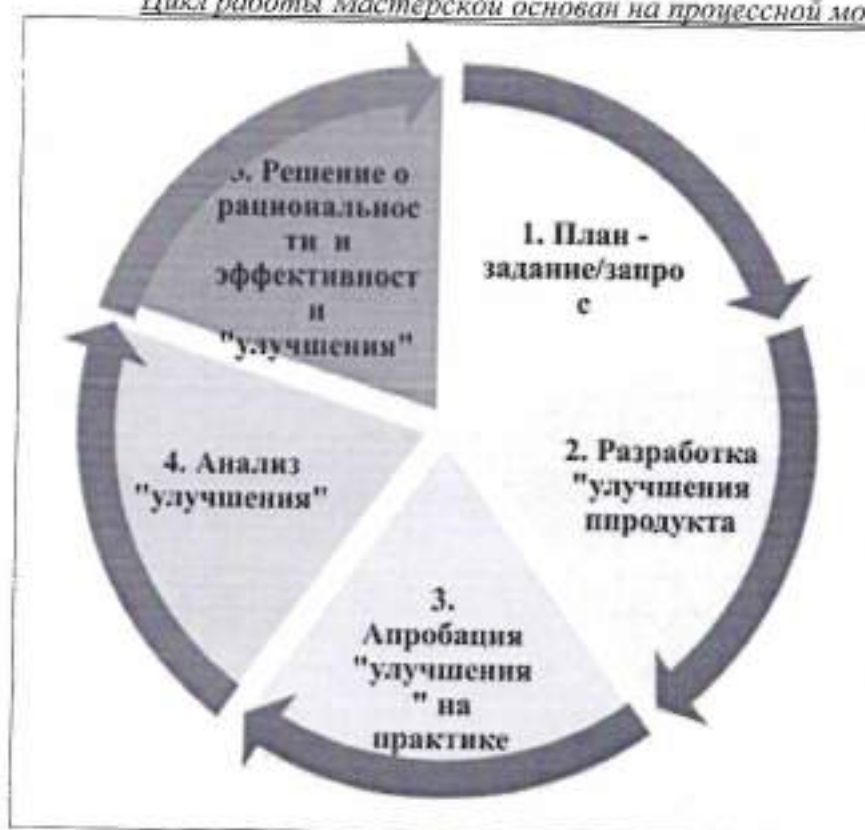 Цикл работы Мастерской основан на процессной мо
1. План -
задание/запро
с
2. Разработка
"улучшения
ппродукта
3.
Апробация
"улучшения
" на
практике
4. Анализ
"улучшения"
5. Решение о
рациональнос
ти и
эффективност
и
"улучшения"